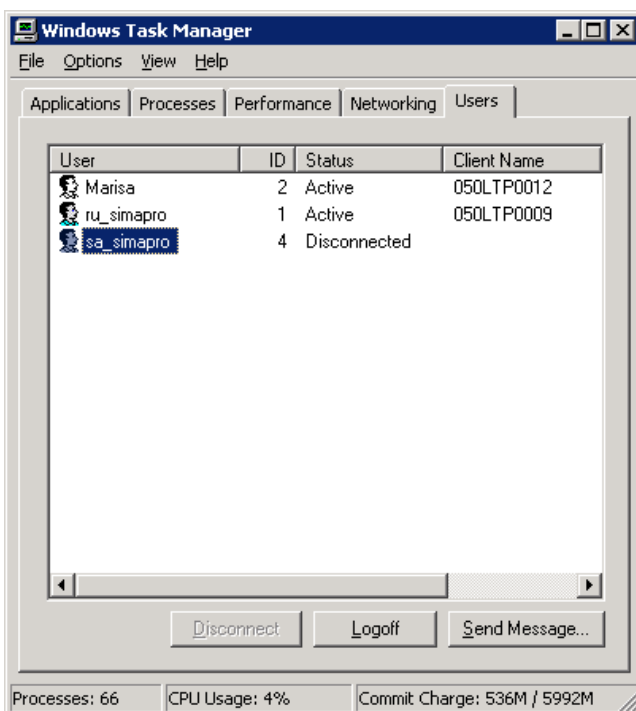 Windows Task Manager
File Options View Help
Applications Processes Performance Networking Users
User ID Status Client Name
Marisa 2 Active 050LTP0012
ru_simapro 1 Active 050LTP0009
sa_simapro 4 Disconnected
Disconnect Logoff Send Message...
Processes: 66 CPU Usage: 4% Commit Charge: 536M / 5992M